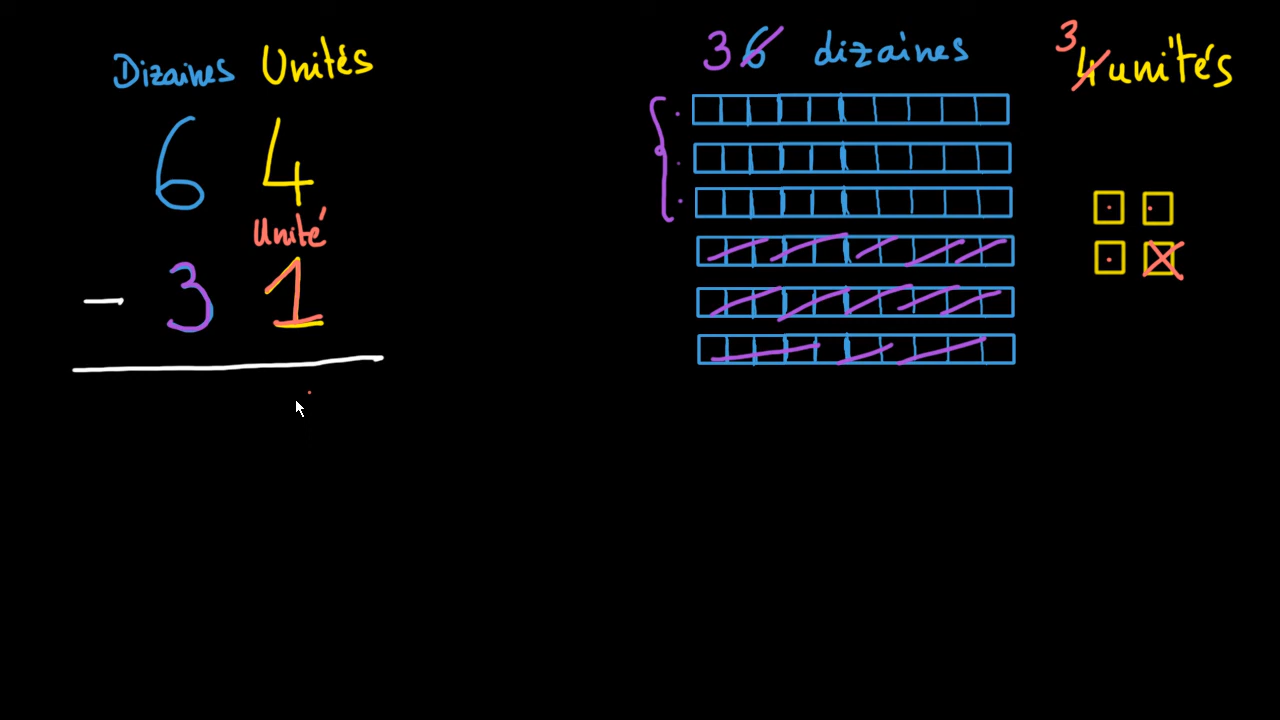 Dizaines Unités
6 4
Unité
- 3 1
3 6 dizaines
3 4 unités